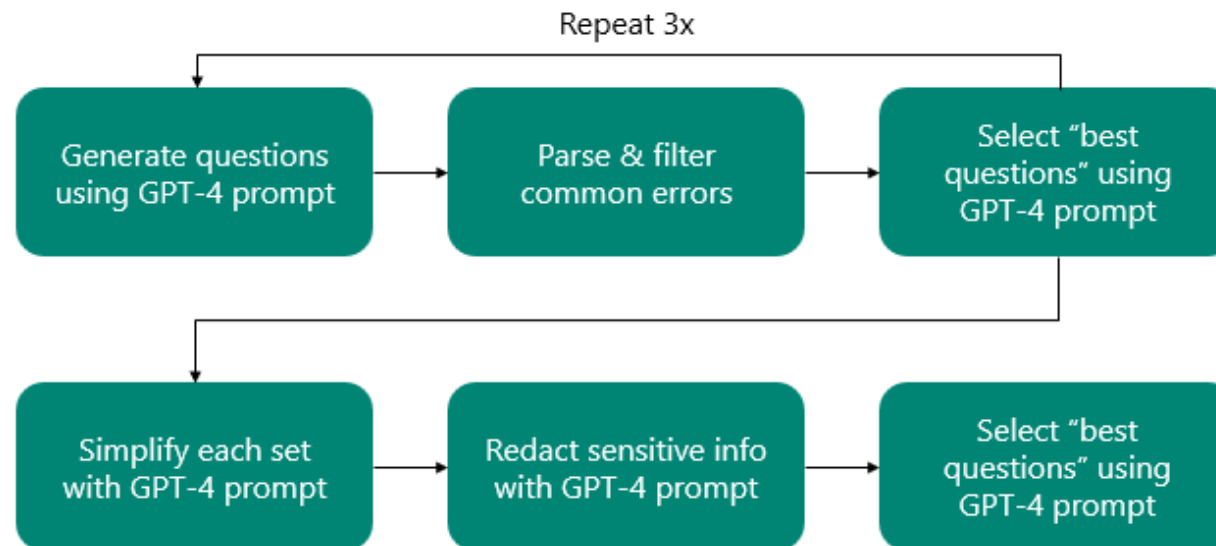 Repeat 3x
Generate questions
using GPT-4 prompt
Parse & filter
common errors
Select “best
questions” using
GPT-4 prompt
Simplify each set
with GPT-4 prompt
Redact sensitive info
with GPT-4 prompt
Select “best
questions” using
GPT-4 prompt